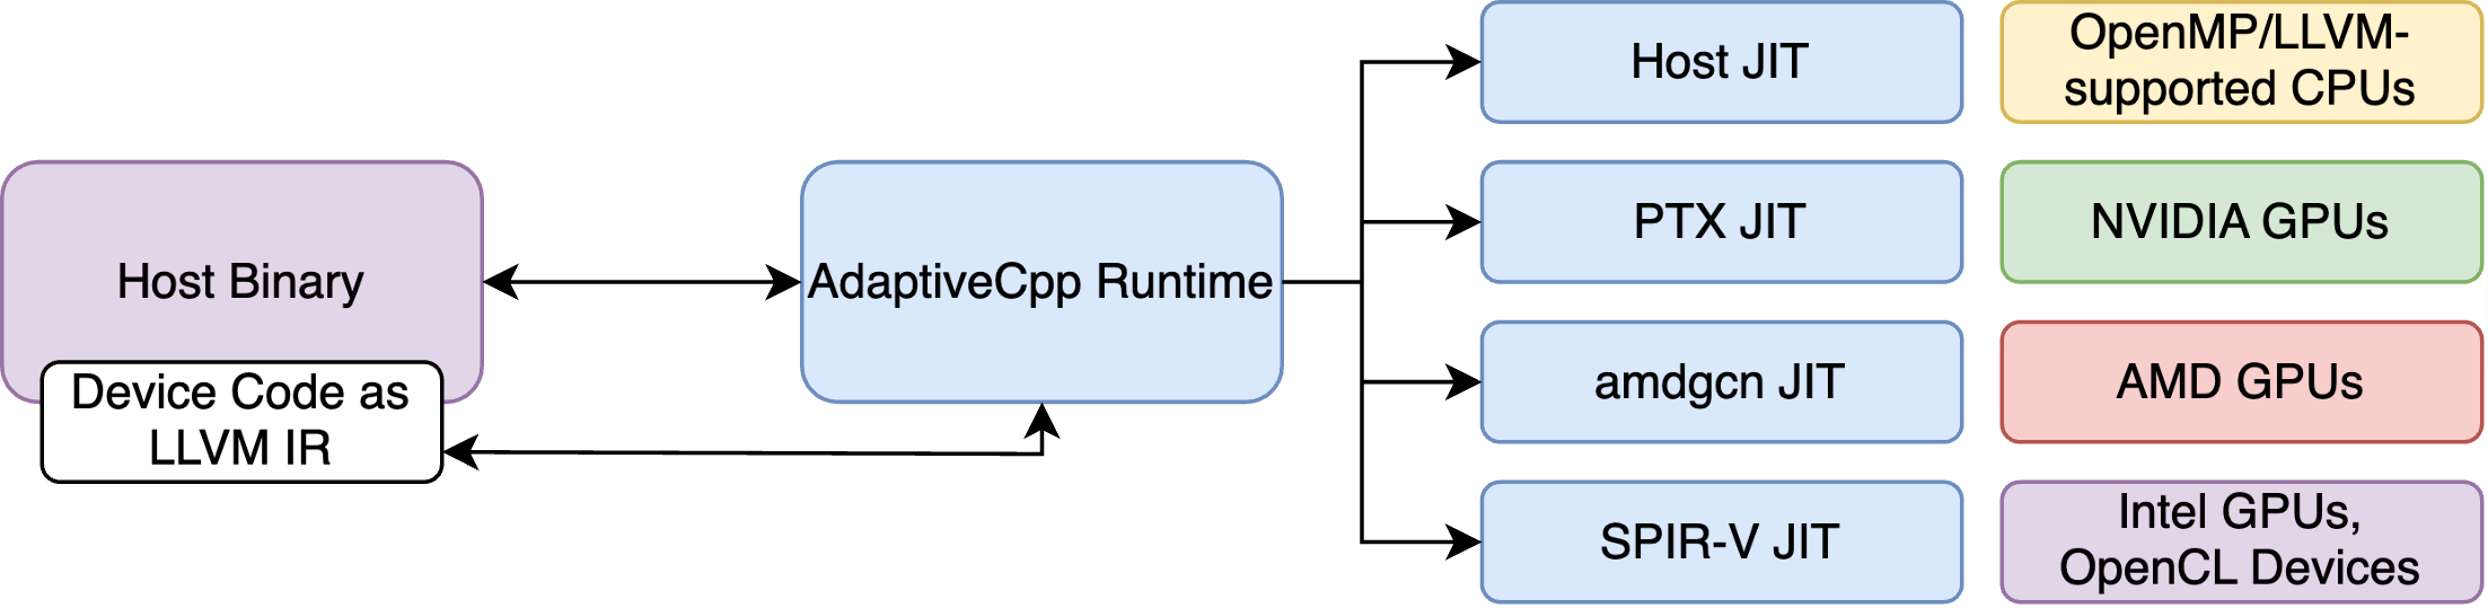 Host Binary
Device Code as
LLVM IR
AdaptiveCpp Runtime
Host JIT
OpenMP/LLVM-
supported CPUs
PTX JIT
NVIDIA GPUs
amdgcn JIT
AMD GPUs
SPIR-V JIT
Intel GPUs,
OpenCL Devices